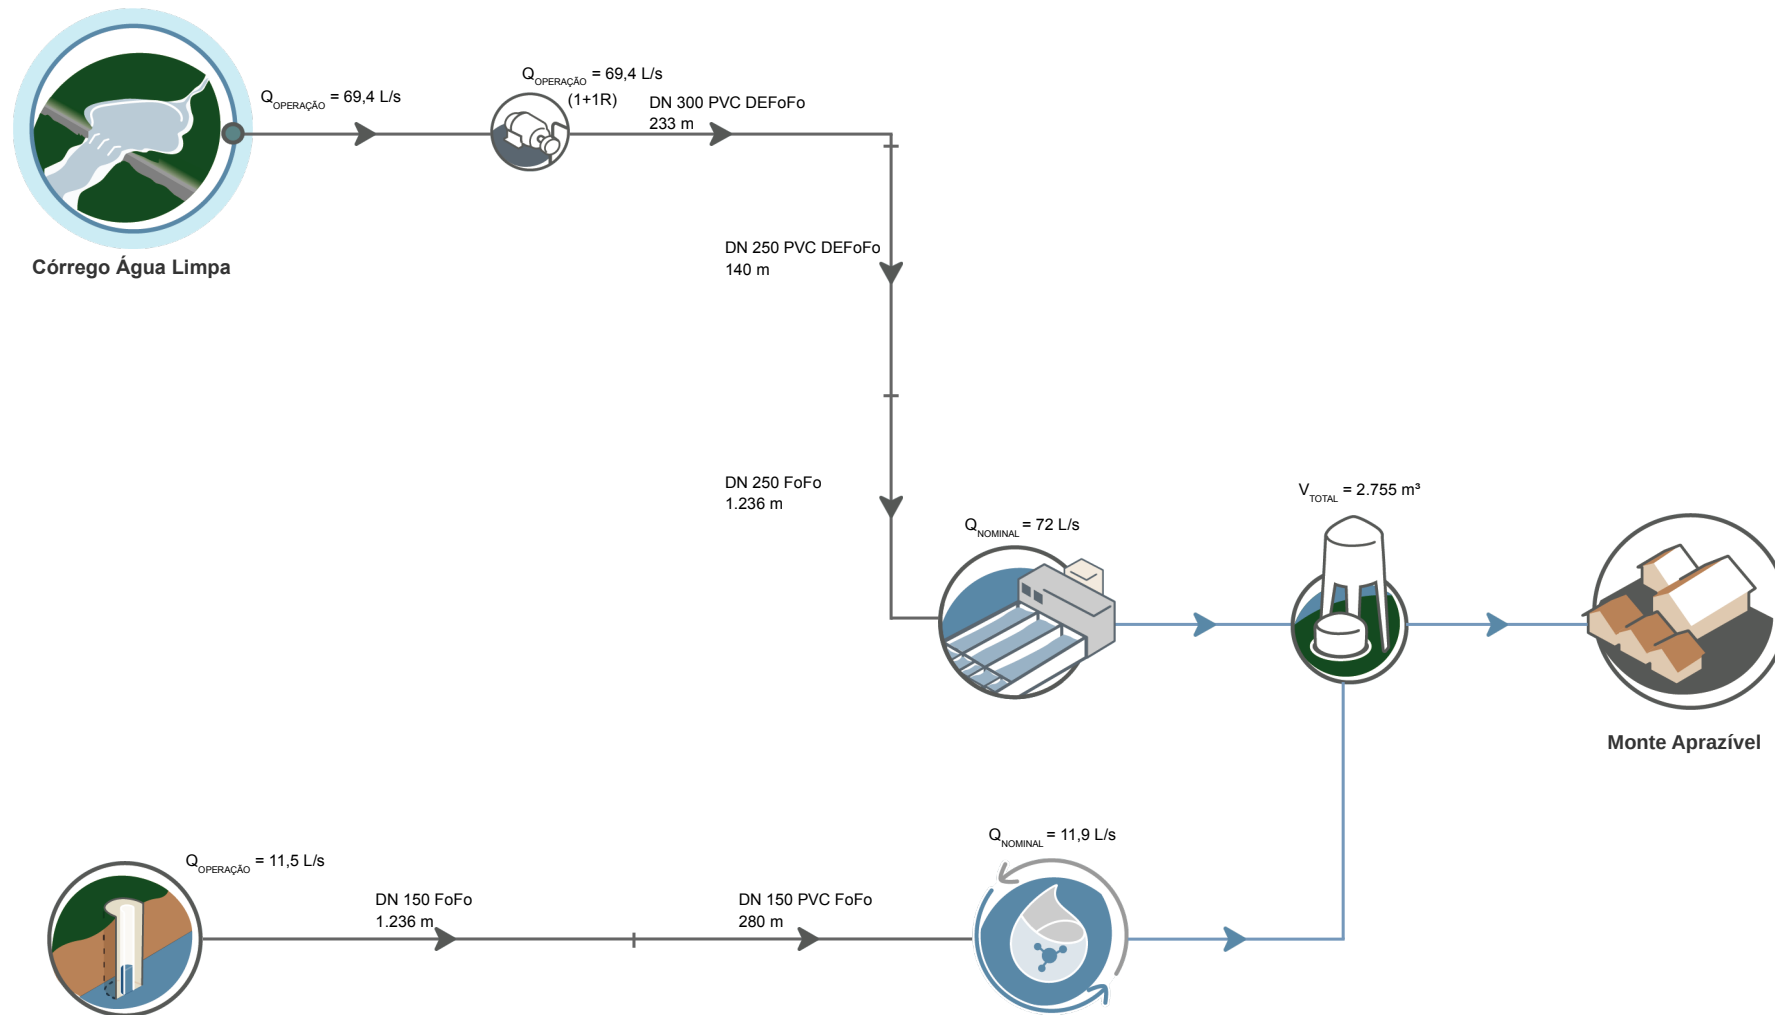 Q OPERAÇÃO = 69,4 L/s
Q OPERAÇÃO = 69,4 L/s
(1+1R)
DN 300 PVC DEFoFo
233 m
Córrego Água Limpa
DN 250 PVC DEFoFo
140 m
DN 250 FoFo
1.236 m
Q NOMINAL = 72 L/s
V TOTAL = 2.755 m³
Monte Aprazível
Q OPERAÇÃO = 11,5 L/s
DN 150 FoFo
1.236 m
DN 150 PVC FoFo
280 m
Q NOMINAL = 11,9 L/s